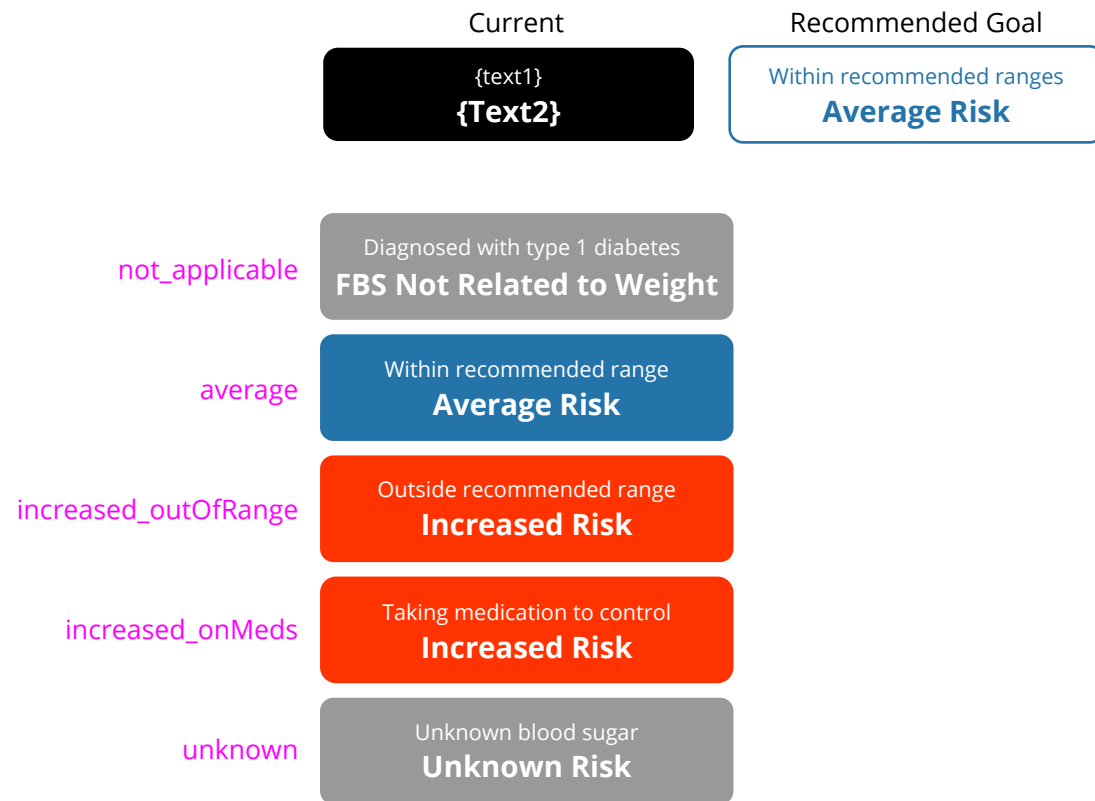 Current
Recommended Goal
{text1}
{Text2}
Within recommended ranges
Average Risk
not_applicable
Diagnosed with type 1 diabetes
FBS Not Related to Weight
average
Within recommended range
Average Risk
increased_outOfRange
Outside recommended range
Increased Risk
increased_onMeds
Taking medication to control
Increased Risk
unknown
Unknown blood sugar
Unknown Risk